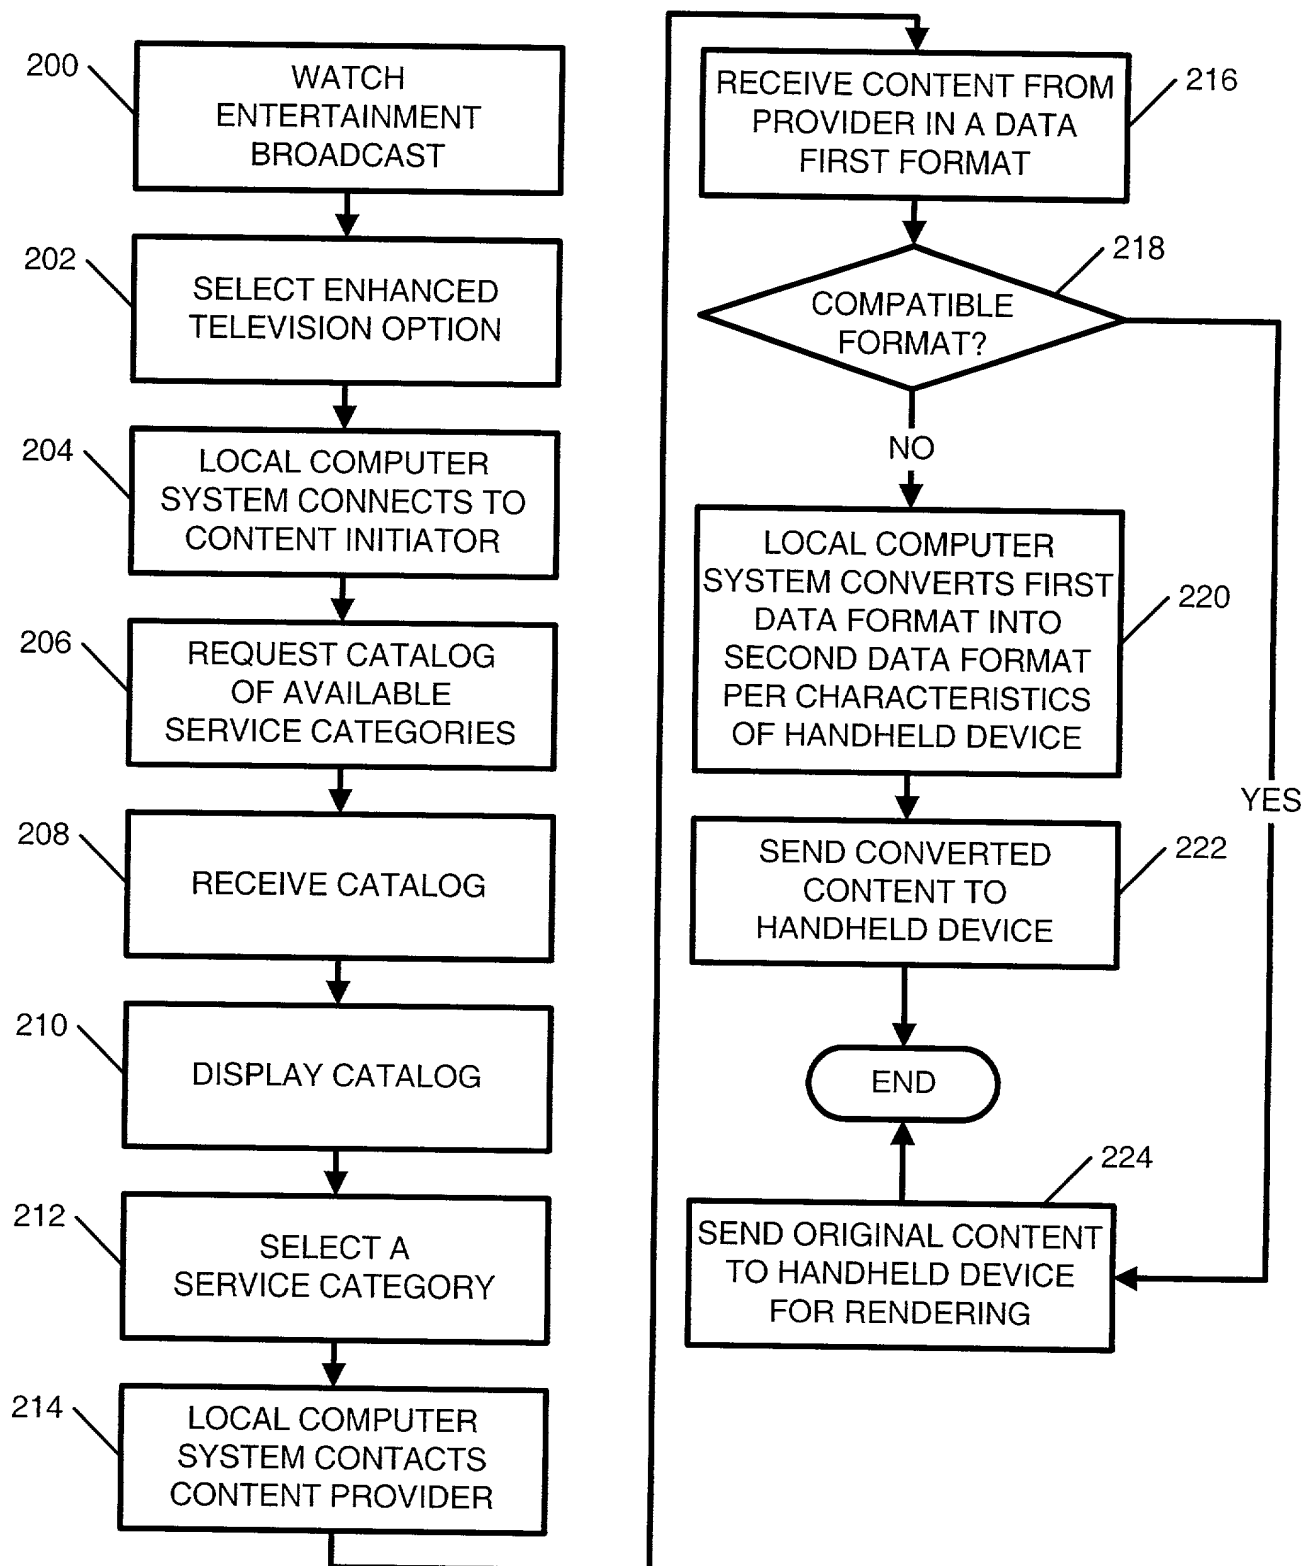 200
WATCH
ENTERTAINMENT
BROADCAST
202
SELECT ENHANCED
TELEVISION OPTION
204
LOCAL COMPUTER
SYSTEM CONNECTS TO
CONTENT INITIATOR
206
REQUEST CATALOG
OF AVAILABLE
SERVICE CATEGORIES
208
RECEIVE CATALOG
210
DISPLAY CATALOG
212
SELECT A
SERVICE CATEGORY
214
LOCAL COMPUTER
SYSTEM CONTACTS
CONTENT PROVIDER
216
RECEIVE CONTENT FROM
PROVIDER IN A DATA
FIRST FORMAT
218
COMPATIBLE
FORMAT?
NO
YES
220
LOCAL COMPUTER
SYSTEM CONVERTS FIRST
DATA FORMAT INTO
SECOND DATA FORMAT
PER CHARACTERISTICS
OF HANDHELD DEVICE
222
SEND CONVERTED
CONTENT TO
HANDHELD DEVICE
END
224
SEND ORIGINAL CONTENT
TO HANDHELD DEVICE
FOR RENDERING